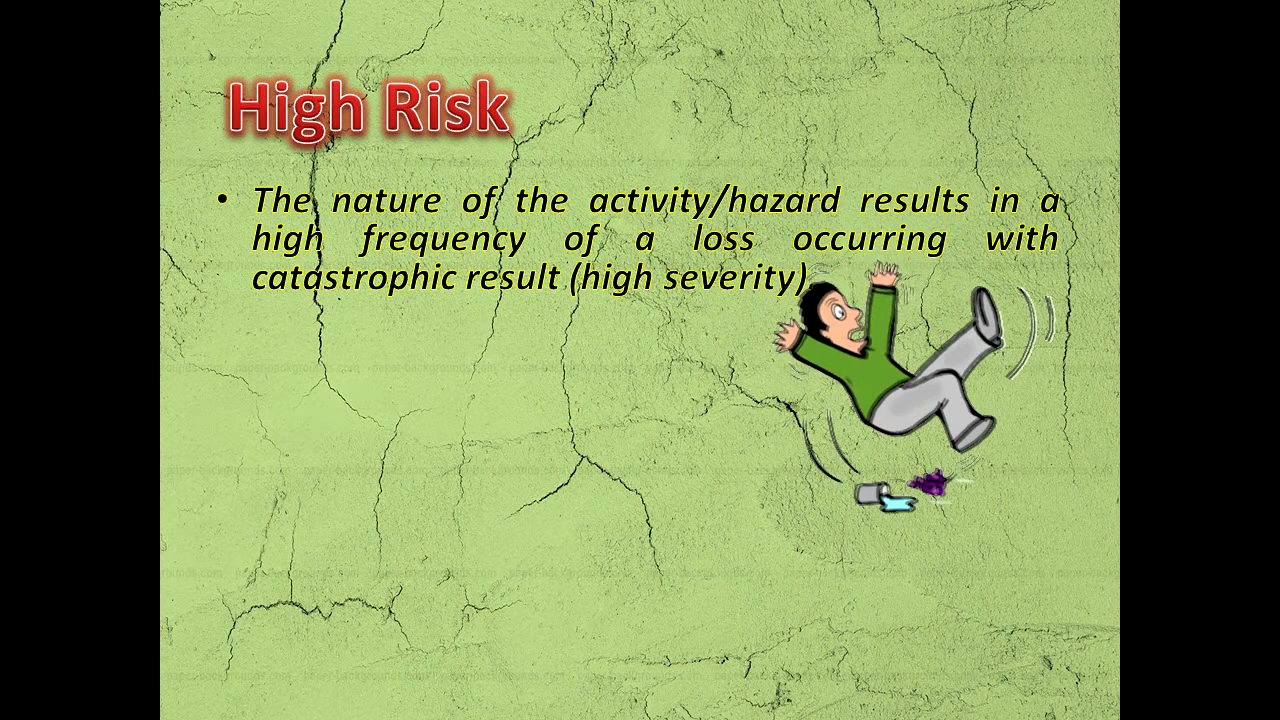 High Risk
• The nature of the activity/hazard results in a
high frequency of a loss occurring with
catastrophic result (high severity)